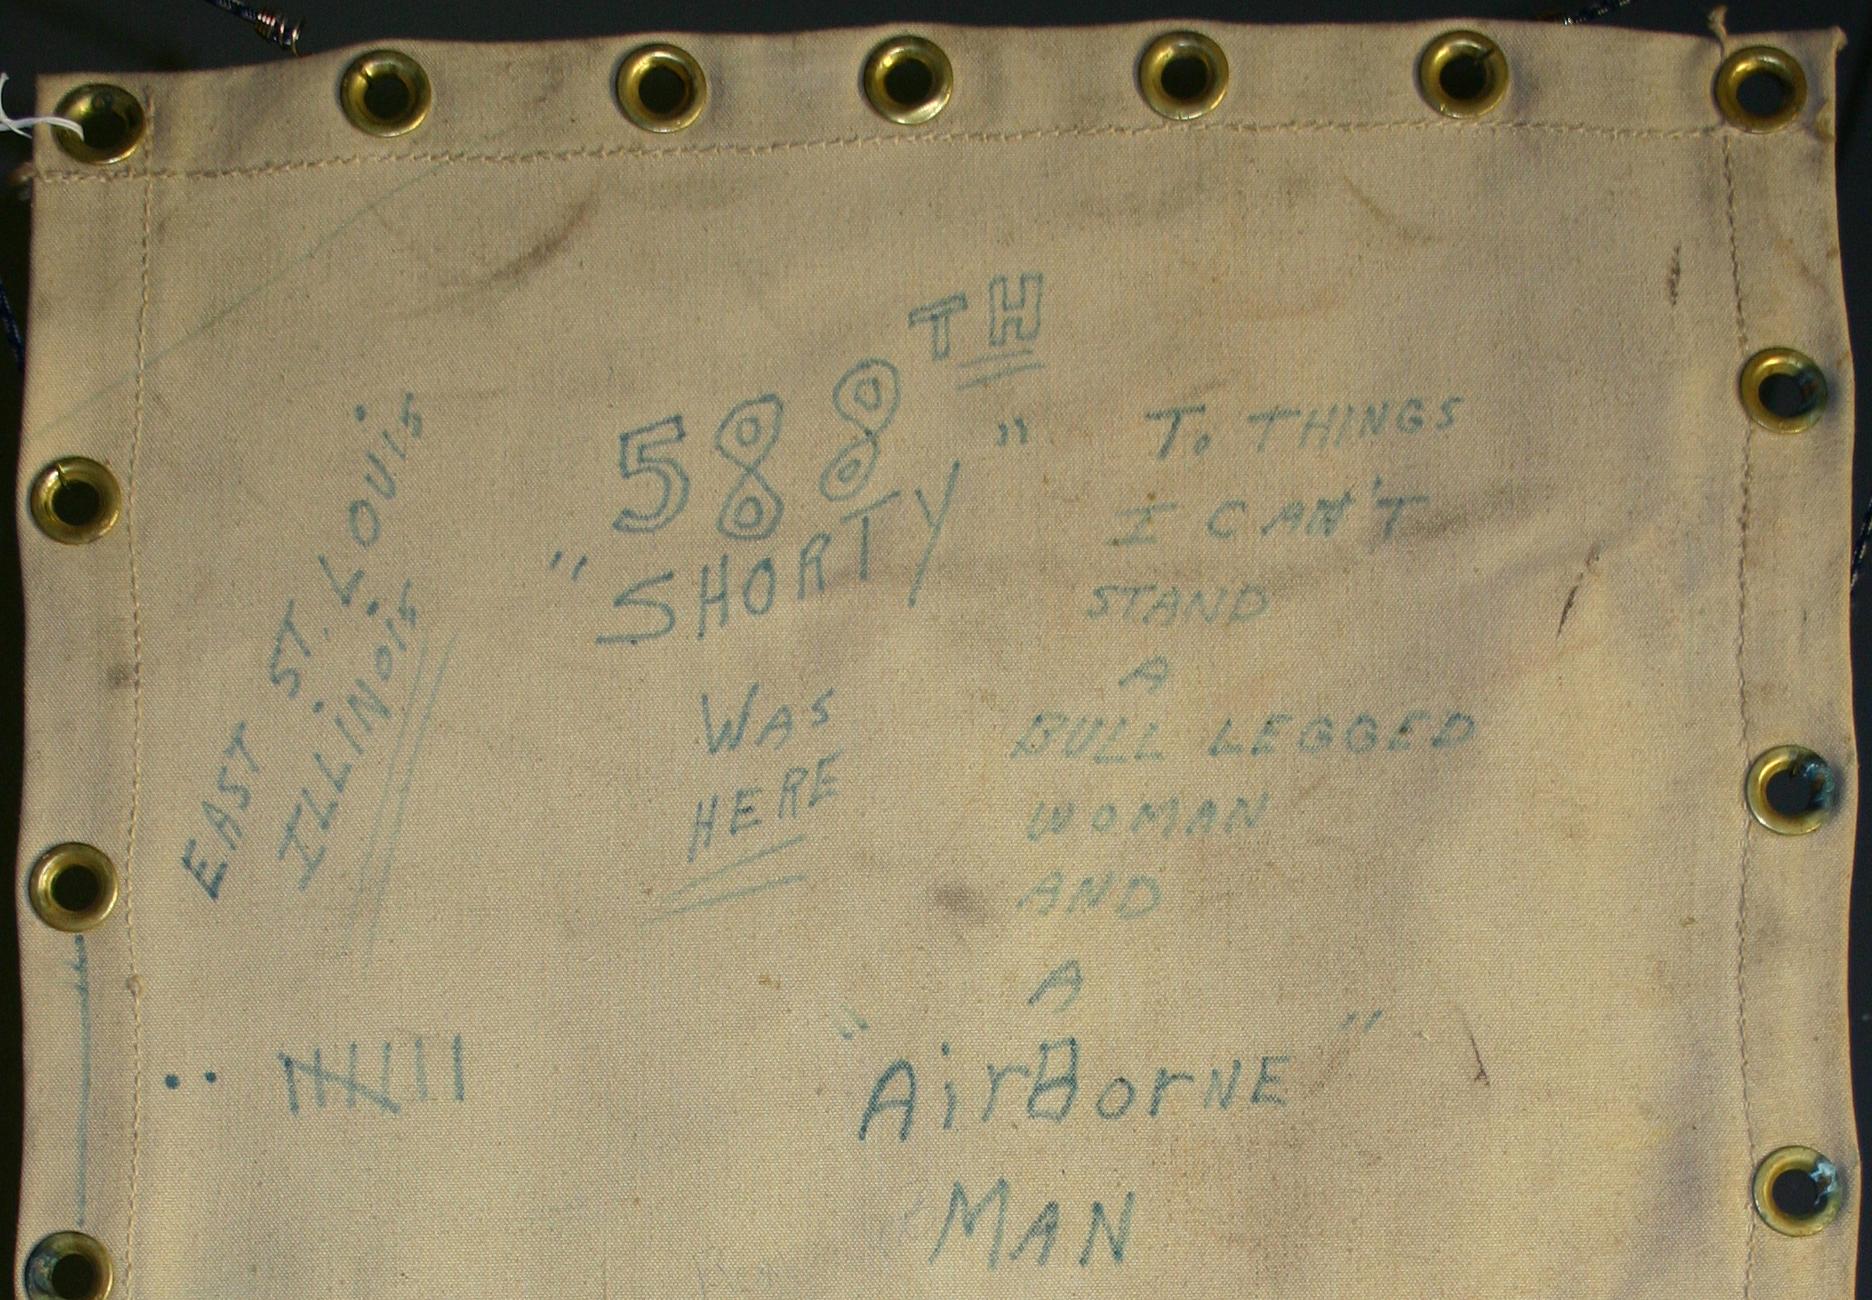 EAST ST. LOUIS
ILLINOIS
588TH
"SHORTY"
WAS
HERE
To THINGS
I CAN'T
STAND
A
BULL LEGGED
WOMAN
AND
A
"AirBorNE"
MAN